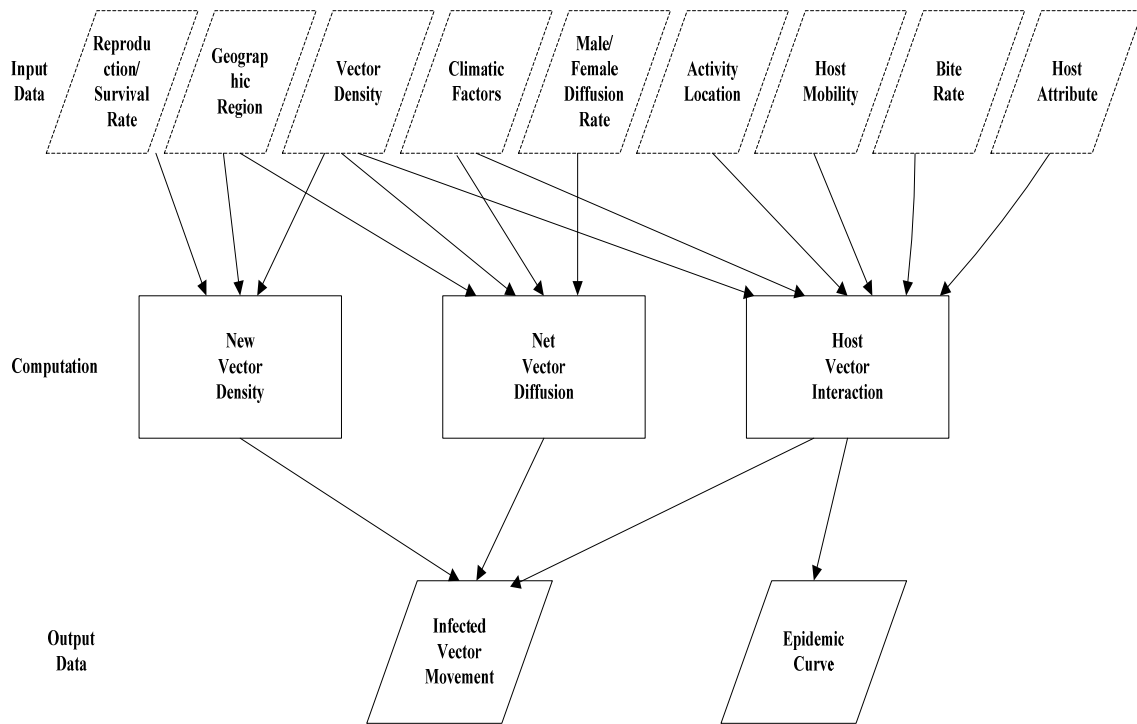 Input
Data
Reprodu
ction/
Survival
Rate
Geograp
hic
Region
Vector
Density
Climatic
Factors
Male/
Female
Diffusion
Rate
Activity
Location
Host
Mobility
Bite
Rate
Host
Attribute
Computation
New
Vector
Density
Net
Vector
Diffusion
Host
Vector
Interaction
Output
Data
Infected
Vector
Movement
Epidemic
Curve